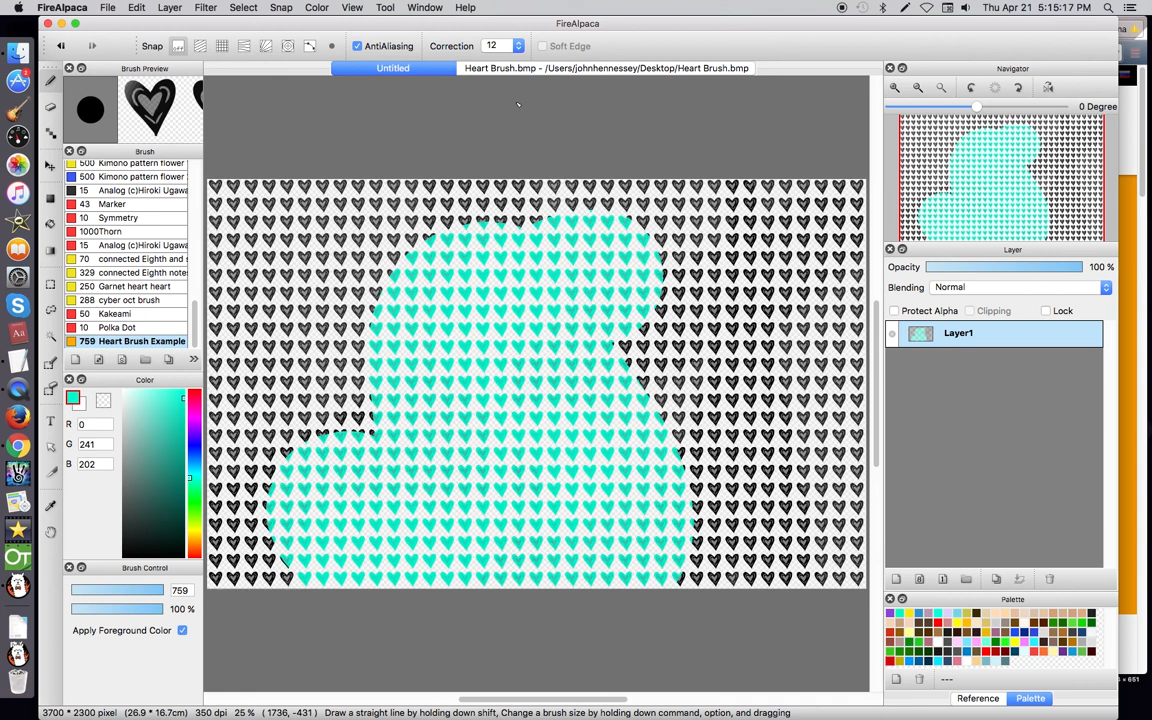 FireAlpaca File Edit Layer Filter Select Snap Color View Tool Window Help Thu Apr 21 5:15:17 PM
FireAlpaca
Snap AntiAliasing Correction 12 Soft Edge
Brush Preview
Untitled Heart Brush.bmp - /Users/johnhennessey/Desktop/Heart Brush.bmp
Navigator
0 Degree
Brush
500 Kimono pattern flower
500 Kimono pattern flower
15 Analog (c)Hiroki Ugawa
43 Marker
10 Symmetry
1000Thorn
15 Analog (c)Hiroki Ugawa
70 connected Eighth and s
329 connected Eighth notes
250 Garnet heart heart
288 cyber oct brush
50 Kakeami
10 Polka Dot
759 Heart Brush Example
Color
R 0
G 241
B 202
Brush Control
759
100 %
Apply Foreground Color
Layer
Opacity 100 %
Blending Normal
Protect Alpha Clipping Lock
Layer1
Palette
---
Reference Palette
3700 * 2300 pixel (26.9 * 16.7cm) 350 dpi 25 % (1736, -431) Draw a straight line by holding down shift, Change a brush size by holding down command, option, and dragging